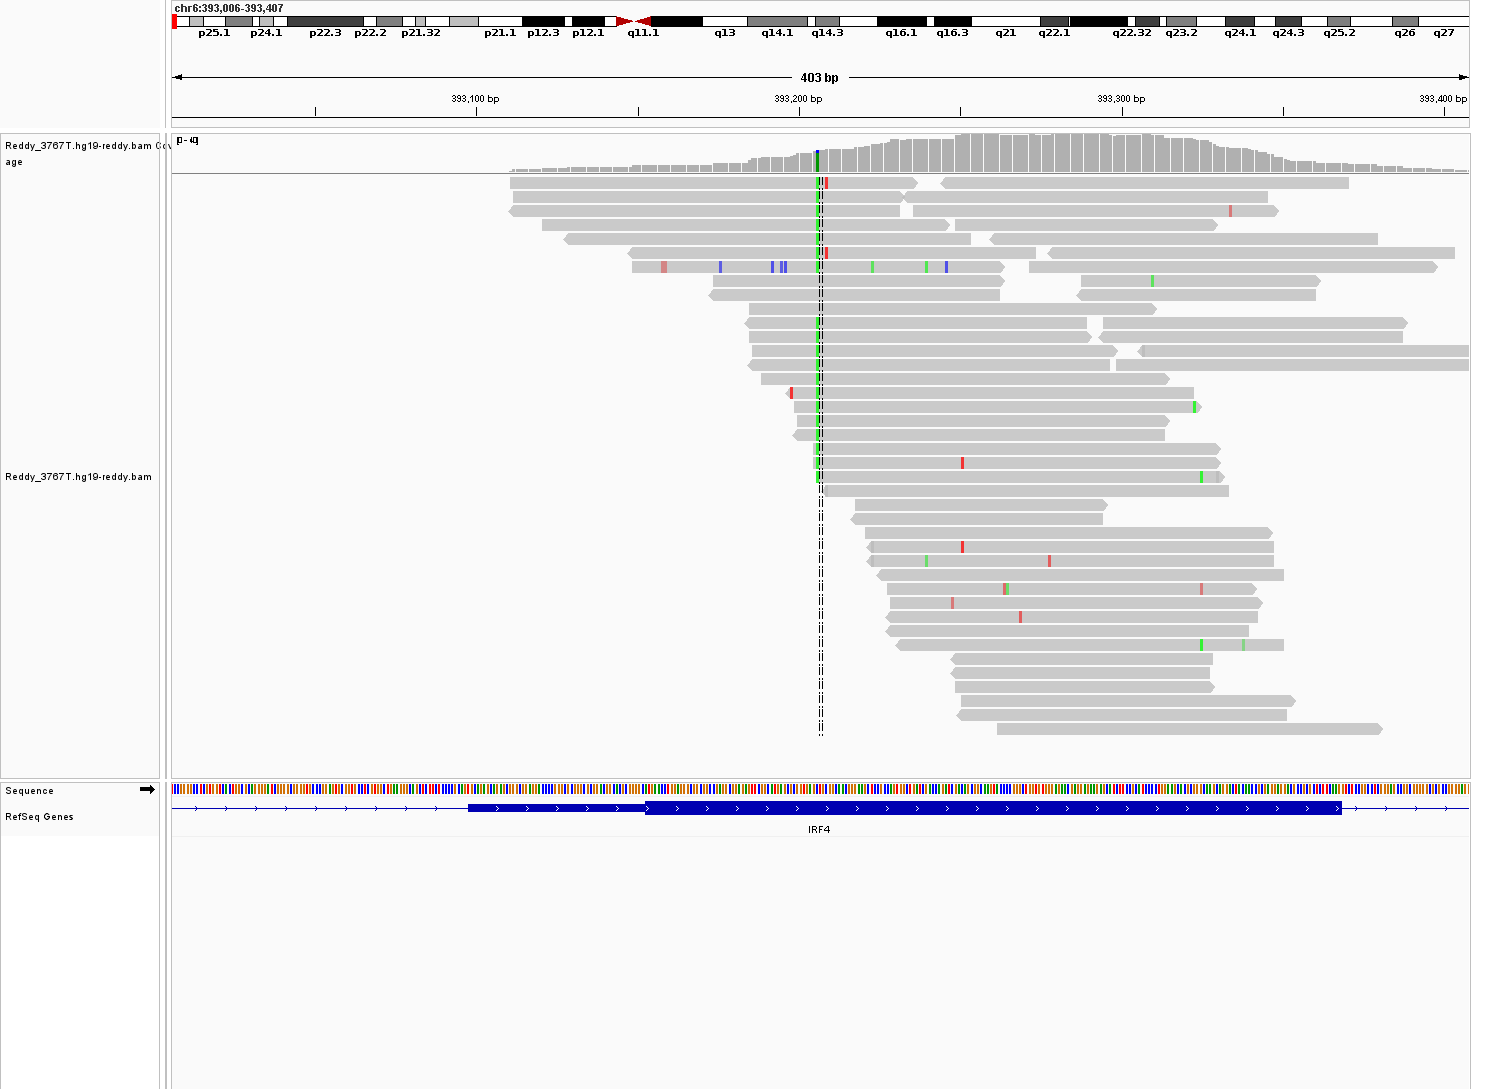 chr6:393,006-393,407
p25.1 p24.1 p22.3 p22.2 p21.32 p21.1 p12.3 p12.1 q11.1 q13 q14.1 q14.3 q16.1 q16.3 q21 q22.1 q22.32 q23.2 q24.1 q24.3 q25.2 q26 q27
403 bp
393,100 bp 393,200 bp 393,300 bp 393,400 bp
Reddy_3767T.hg19-reddy.bam Cov
age
Reddy_3767T.hg19-reddy.bam
Sequence
RefSeq Genes
IRF4